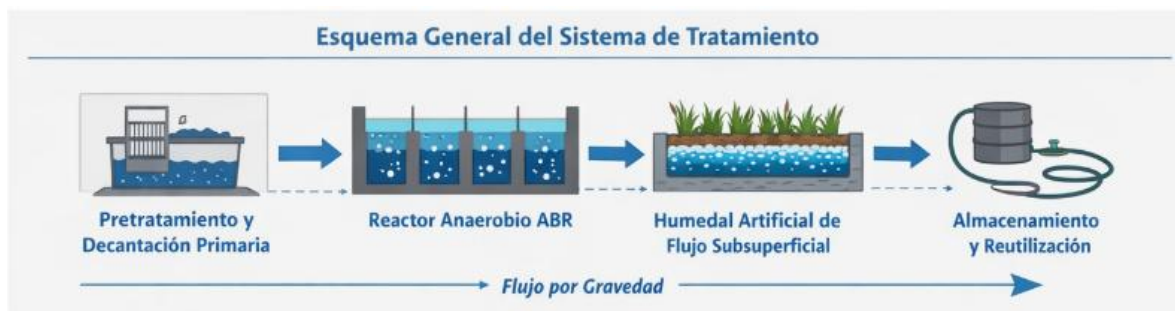 Esquema General del Sistema de Tratamiento
Pretratamiento y
Decantación Primaria
Reactor Anaerobio ABR
Humedal Artificial de
Flujo Subsuperficial
Almacenamiento
y Reutilización
Flujo por Gravedad